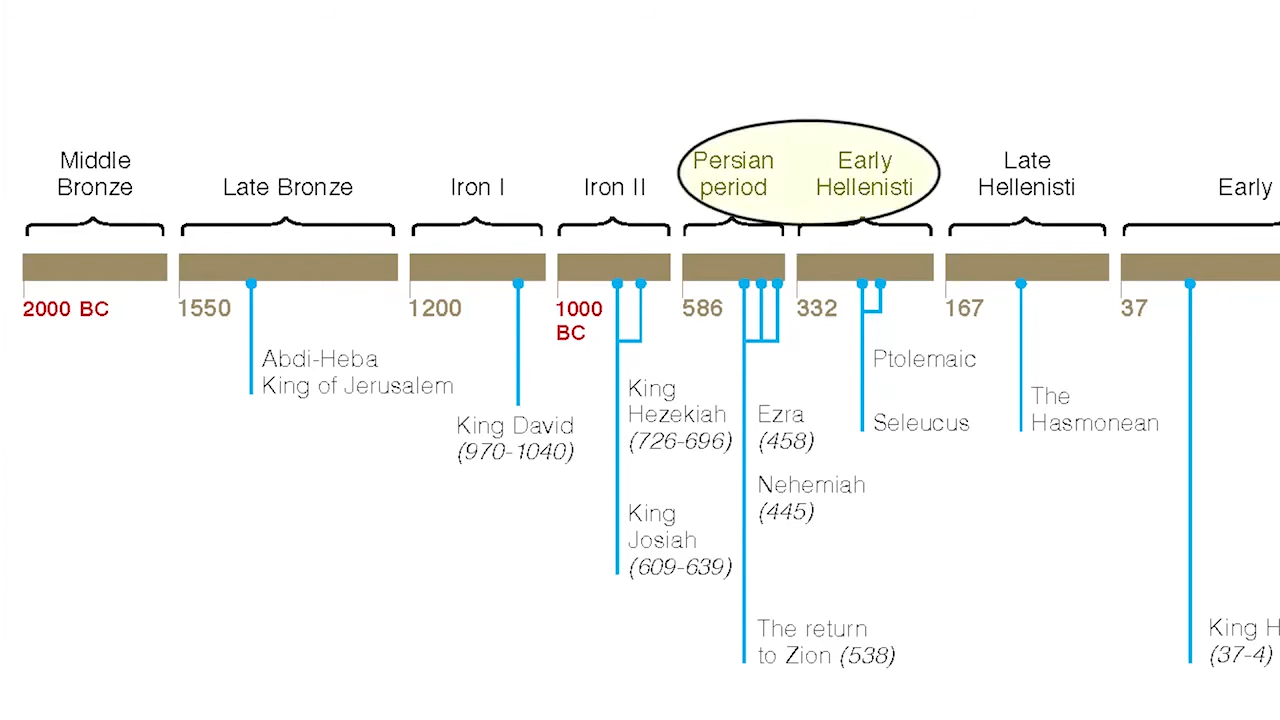 Middle
Bronze
Late Bronze
Iron I
Iron II
Persian
period
Early
Hellenisti
Late
Hellenisti
Early
2000 BC
1550
1200
1000
BC
586
332
167
37
Abdi-Heba
King of Jerusalem
King David
(970-1040)
King
Hezekiah
(726-696)
King
Josiah
(609-639)
Ezra
(458)
Nehemiah
(445)
The return
to Zion (538)
Ptolemaic
Seleucus
The
Hasmonean
King H
(37-4)